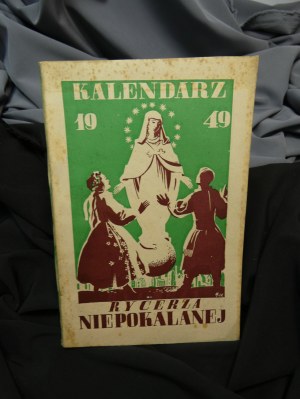 KALENDARZ
19 49
RYCERZA
NIEPOKALANEJ